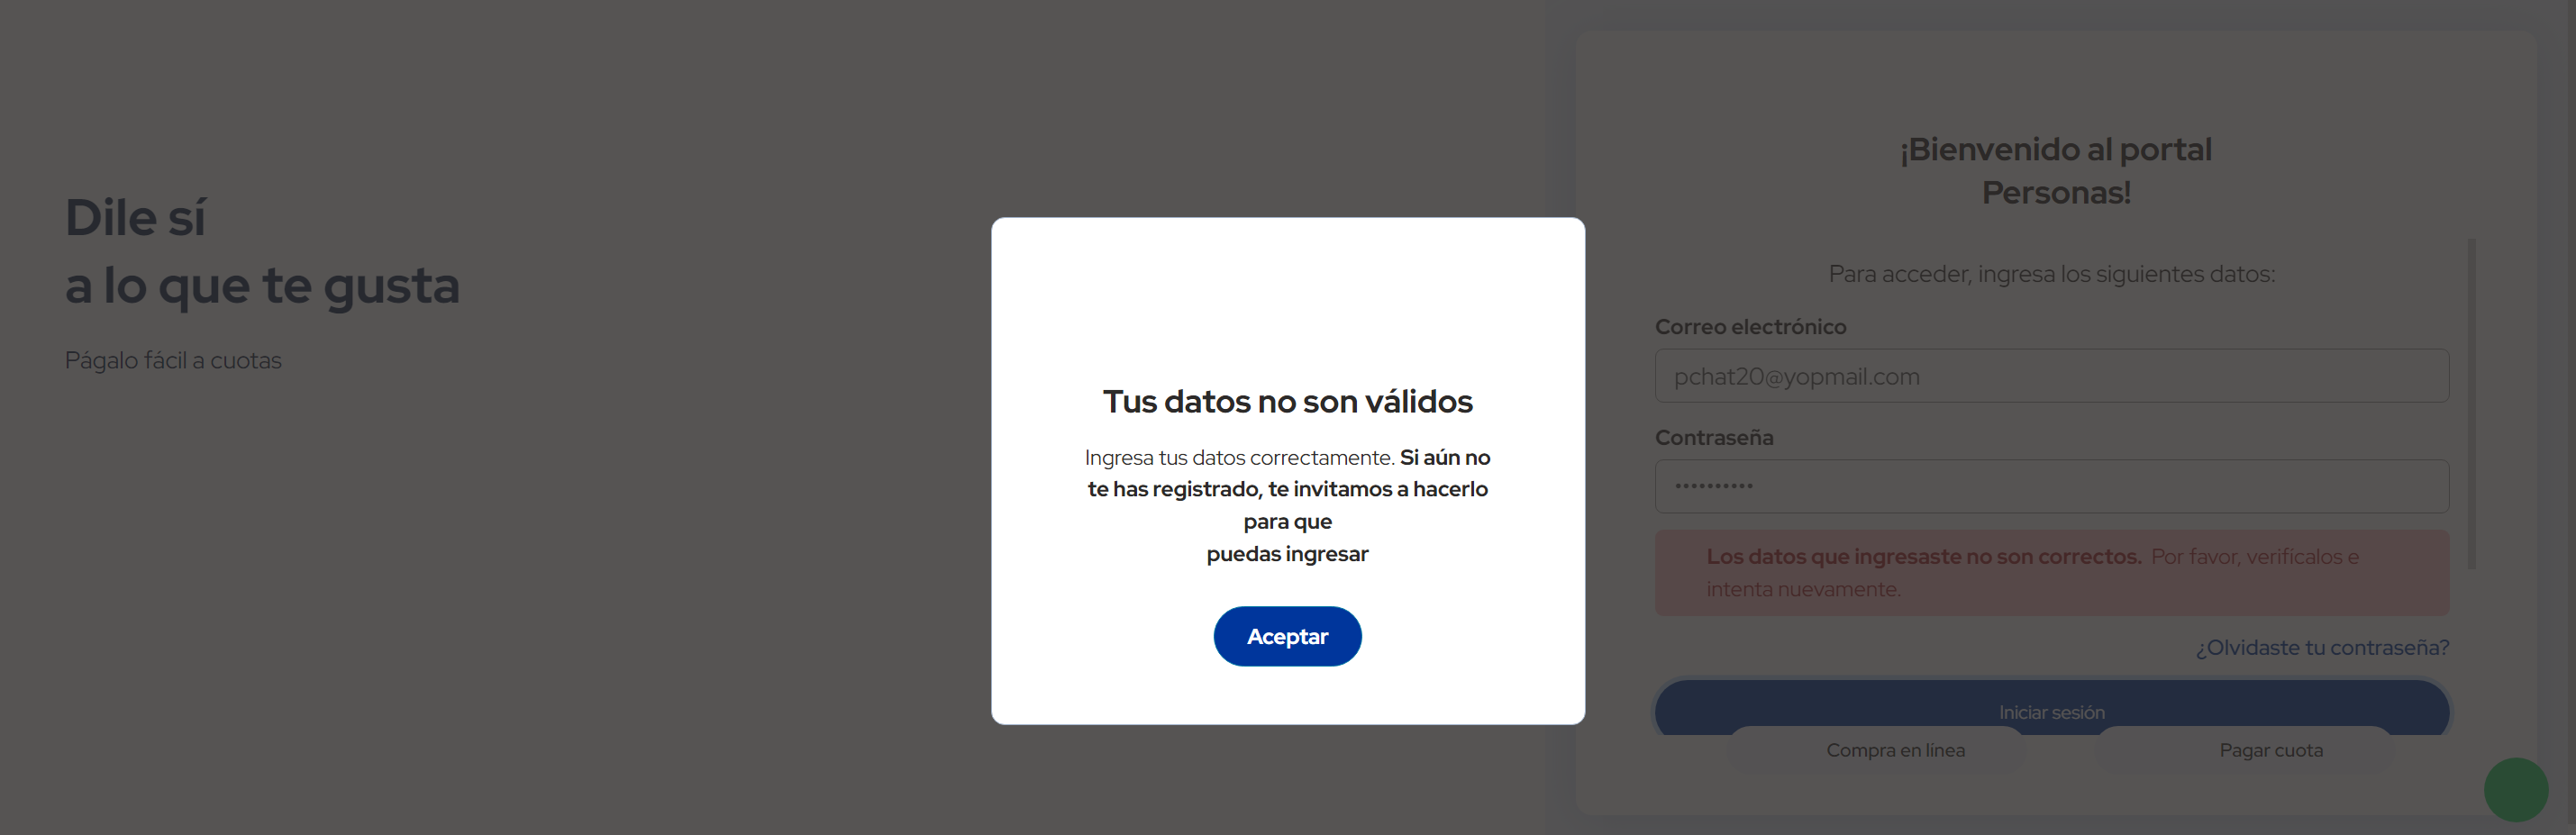 Dile sí
a lo que te gusta
Págalo fácil a cuotas
Tus datos no son válidos
Ingresa tus datos correctamente. Si aún no
te has registrado, te invitamos a hacerlo
para que
puedas ingresar
Aceptar
¡Bienvenido al portal
Personas!
Para acceder, ingresa los siguientes datos:
Correo electrónico
pchat20@yopmail.com
Contraseña
••••••••••
Los datos que ingresaste no son correctos. Por favor, verifícalos e
intenta nuevamente.
¿Olvidaste tu contraseña?
Iniciar sesión
Compra en línea
Pagar cuota